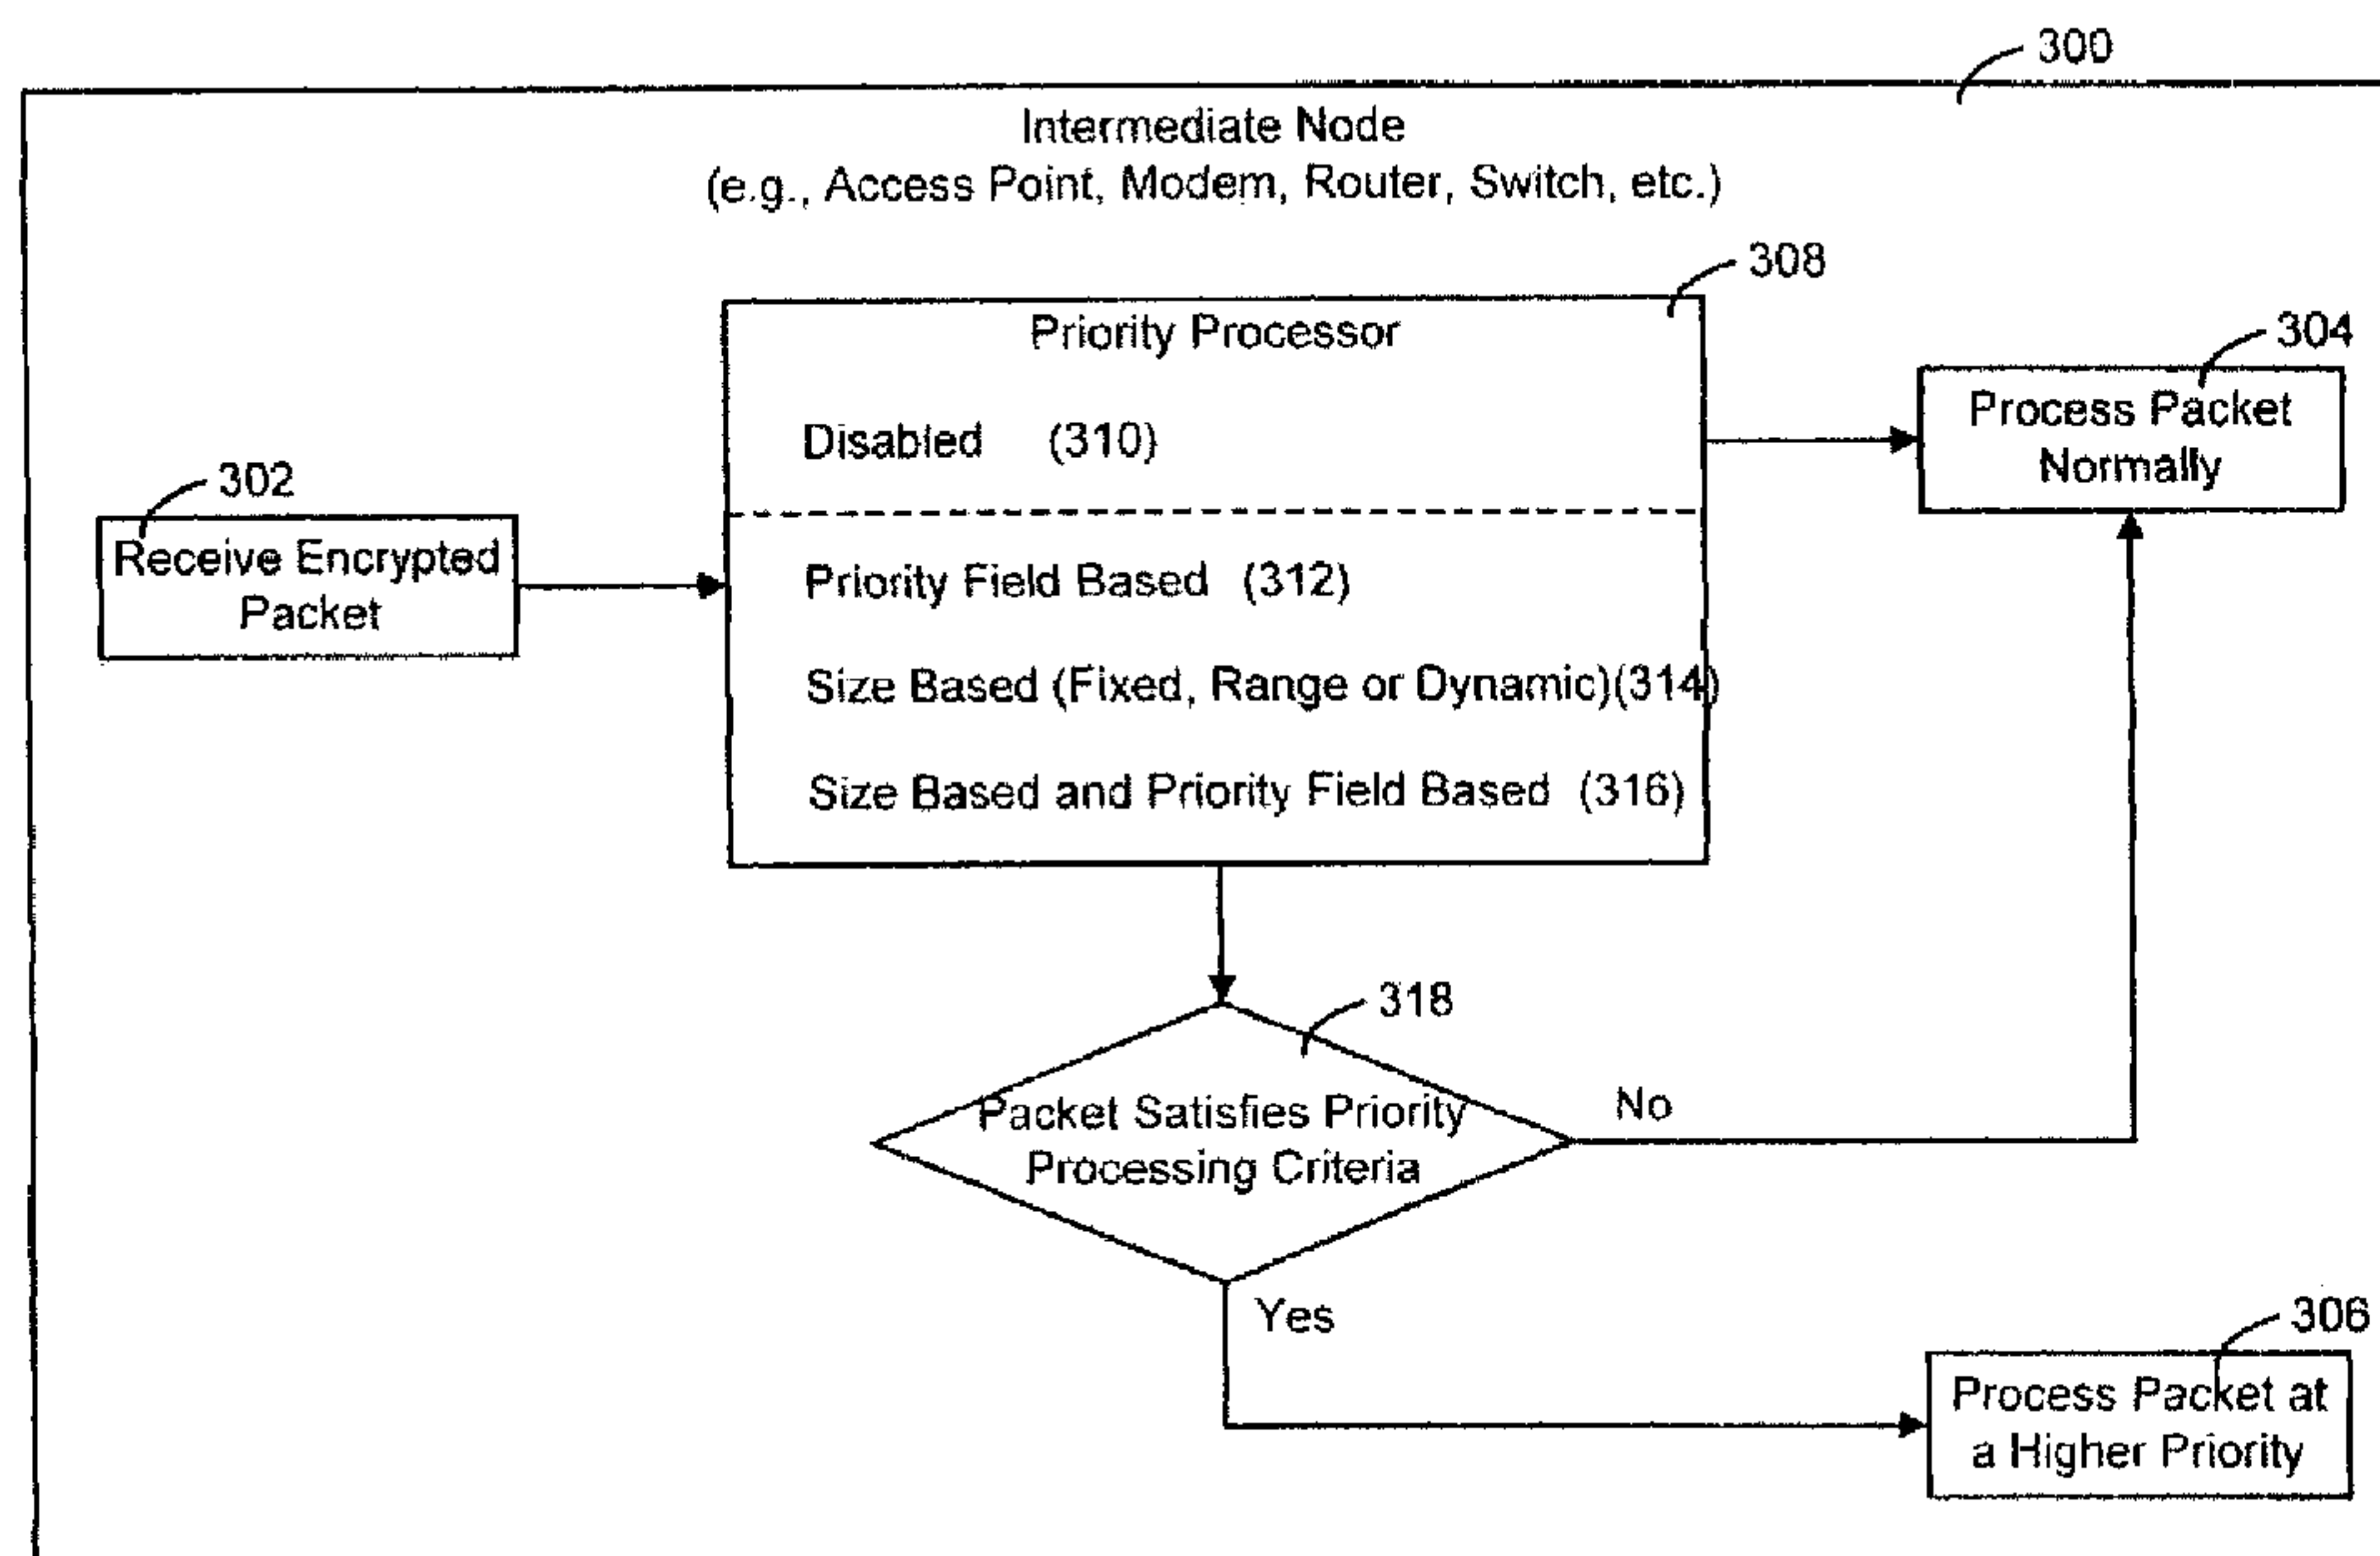 300
Intermediate Node
(e.g., Access Point, Modem, Router, Switch, etc.)
308
Priority Processor
Disabled (310)
Priority Field Based (312)
Size Based (Fixed, Range or Dynamic)(314)
Size Based and Priority Field Based (316)
304
Process Packet
Normally
302
Receive Encrypted
Packet
318
Packet Satisfies Priority
Processing Criteria
No
Yes
306
Process Packet at
a Higher Priority